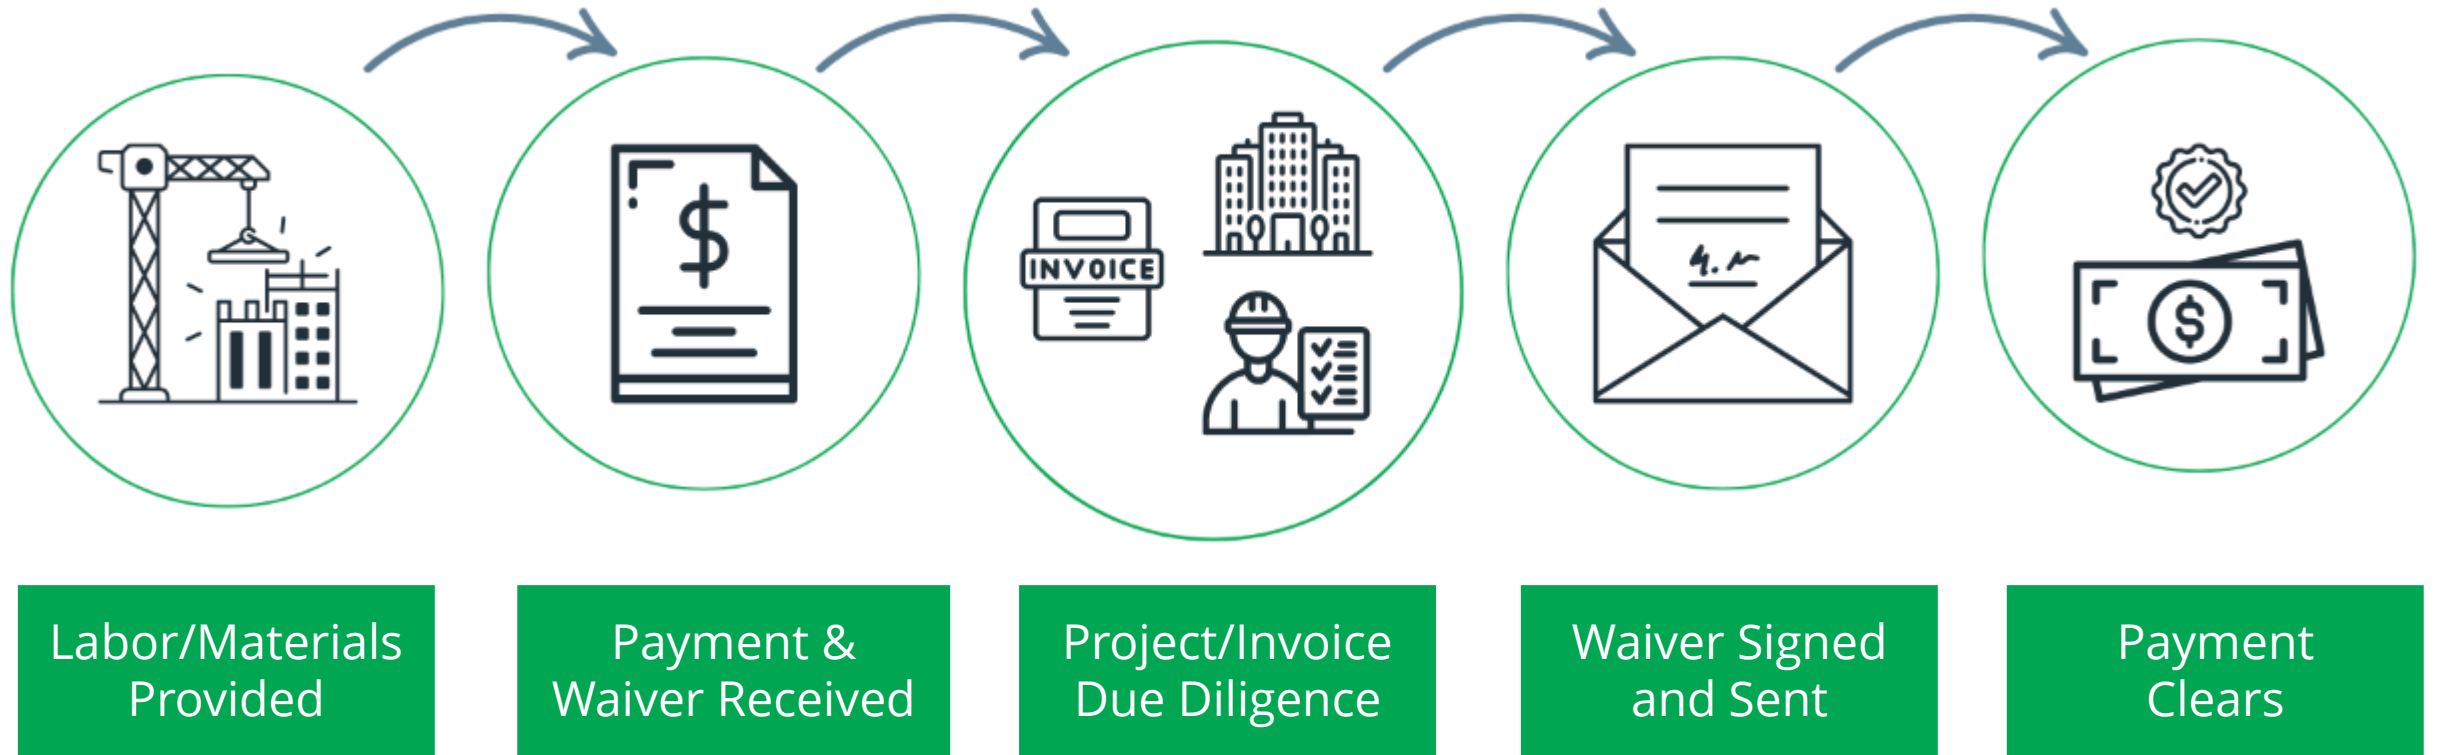 INVOICE
Labor/Materials
Provided
Payment &
Waiver Received
Project/Invoice
Due Diligence
Waiver Signed
and Sent
Payment
Clears